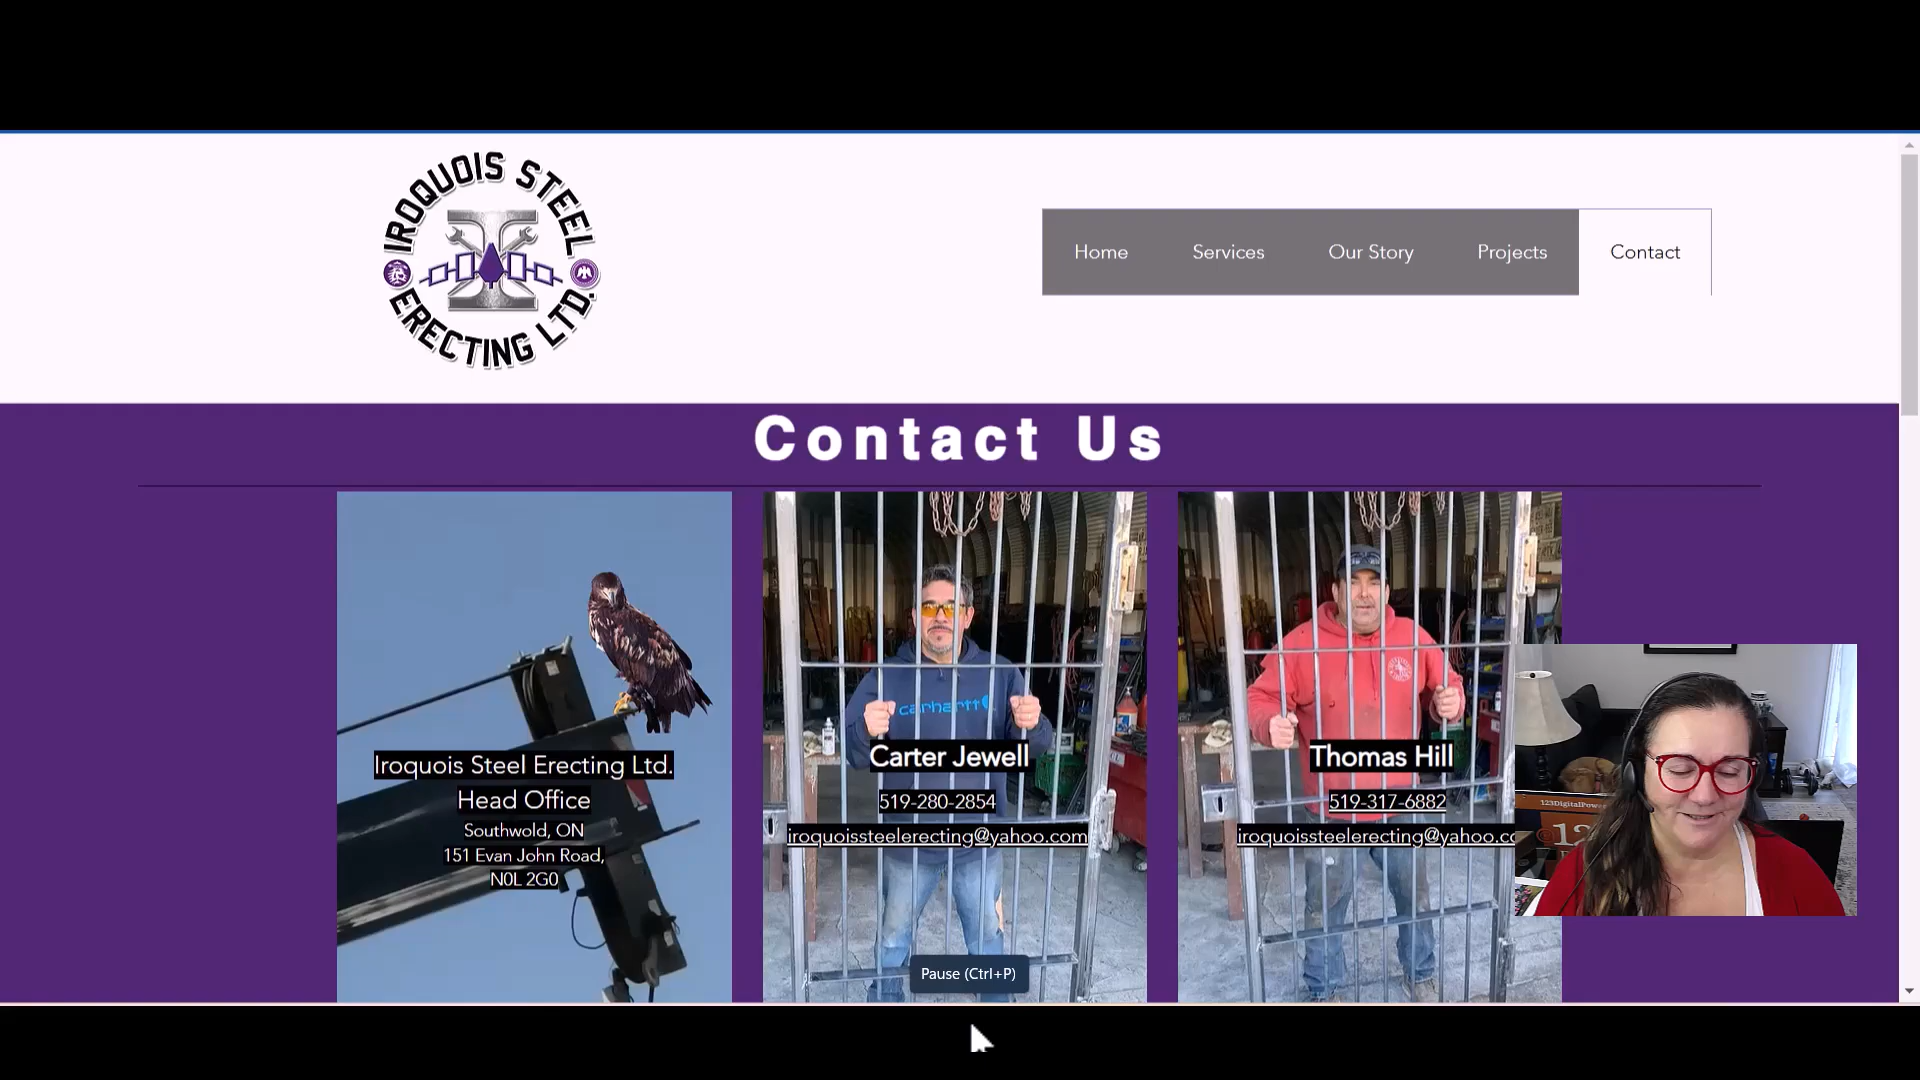 IROQUOIS STEEL
ERECTING LTD.
Home
Services
Our Story
Projects
Contact
Contact Us
Iroquois Steel Erecting Ltd.
Head Office
Southwold, ON
151 Evan John Road,
N0L 2G0
carhartt
Carter Jewell
519-280-2854
iroquoissteelerecting@yahoo.com
Thomas Hill
519-317-6882
iroquoissteelerecting@yahoo.co
123DigitalPow
12
Pause (Ctrl+P)